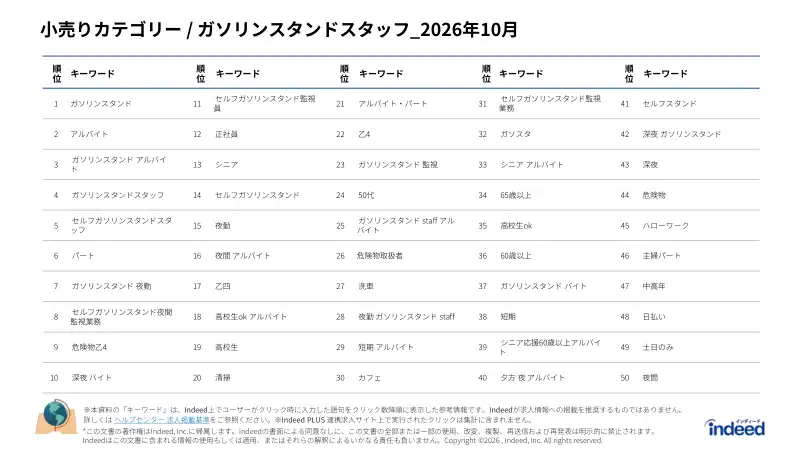 小売りカテゴリー / ガソリンスタンドスタッフ_2026年10月
順位 キーワード 順位 キーワード 順位 キーワード 順位 キーワード 順位 キーワード
1 ガソリンスタンド 11 セルフガソリンスタンド監視員 21 アルバイト・パート 31 セルフガソリンスタンド監視業務 41 セルフスタンド
2 アルバイト 12 正社員 22 乙4 32 ガソスタ 42 深夜 ガソリンスタンド
3 ガソリンスタンド アルバイト 13 シニア 23 ガソリンスタンド 監視 33 シニア アルバイト 43 深夜
4 ガソリンスタンドスタッフ 14 セルフガソリンスタンド 24 50代 34 65歳以上 44 危険物
5 セルフガソリンスタンドスタッフ 15 夜勤 25 ガソリンスタンド staff アルバイト 35 高校生ok 45 ハローワーク
6 パート 16 夜間 アルバイト 26 危険物取扱者 36 60歳以上 46 主婦パート
7 ガソリンスタンド 夜勤 17 乙四 27 洗車 37 ガソリンスタンド バイト 47 中高年
8 セルフガソリンスタンド夜間監視業務 18 高校生ok アルバイト 28 夜勤 ガソリンスタンド staff 38 短期 48 日払い
9 危険物乙4 19 高校生 29 短期 アルバイト 39 シニア応援60歳以上アルバイト 49 土日のみ
10 深夜 バイト 20 清掃 30 カフェ 40 夕方 夜 アルバイト 50 夜間
※本資料の「キーワード」は、Indeed上でユーザーがクリック時に入力した語句をクリック数降順に表示した参考情報です。Indeedが求人情報への掲載を推奨するものではありません。
詳しくは ヘルプセンター 求人掲載基準をご参照ください。※Indeed PLUS 連携求人サイト上で実行されたクリックは集計に含まれません。
*この文書の著作権はIndeed, Inc.に帰属します。Indeedの書面による同意なしに、この文書の全部または一部の使用、改変、複製、再送信および再発表は明示的に禁止されます。
Indeedはこの文書に含まれる情報の使用もしくは適用、またはそれらの解釈によるいかなる責任も負いません。Copyright ©2026 , Indeed, Inc. All rights reserved.
インディード
indeed